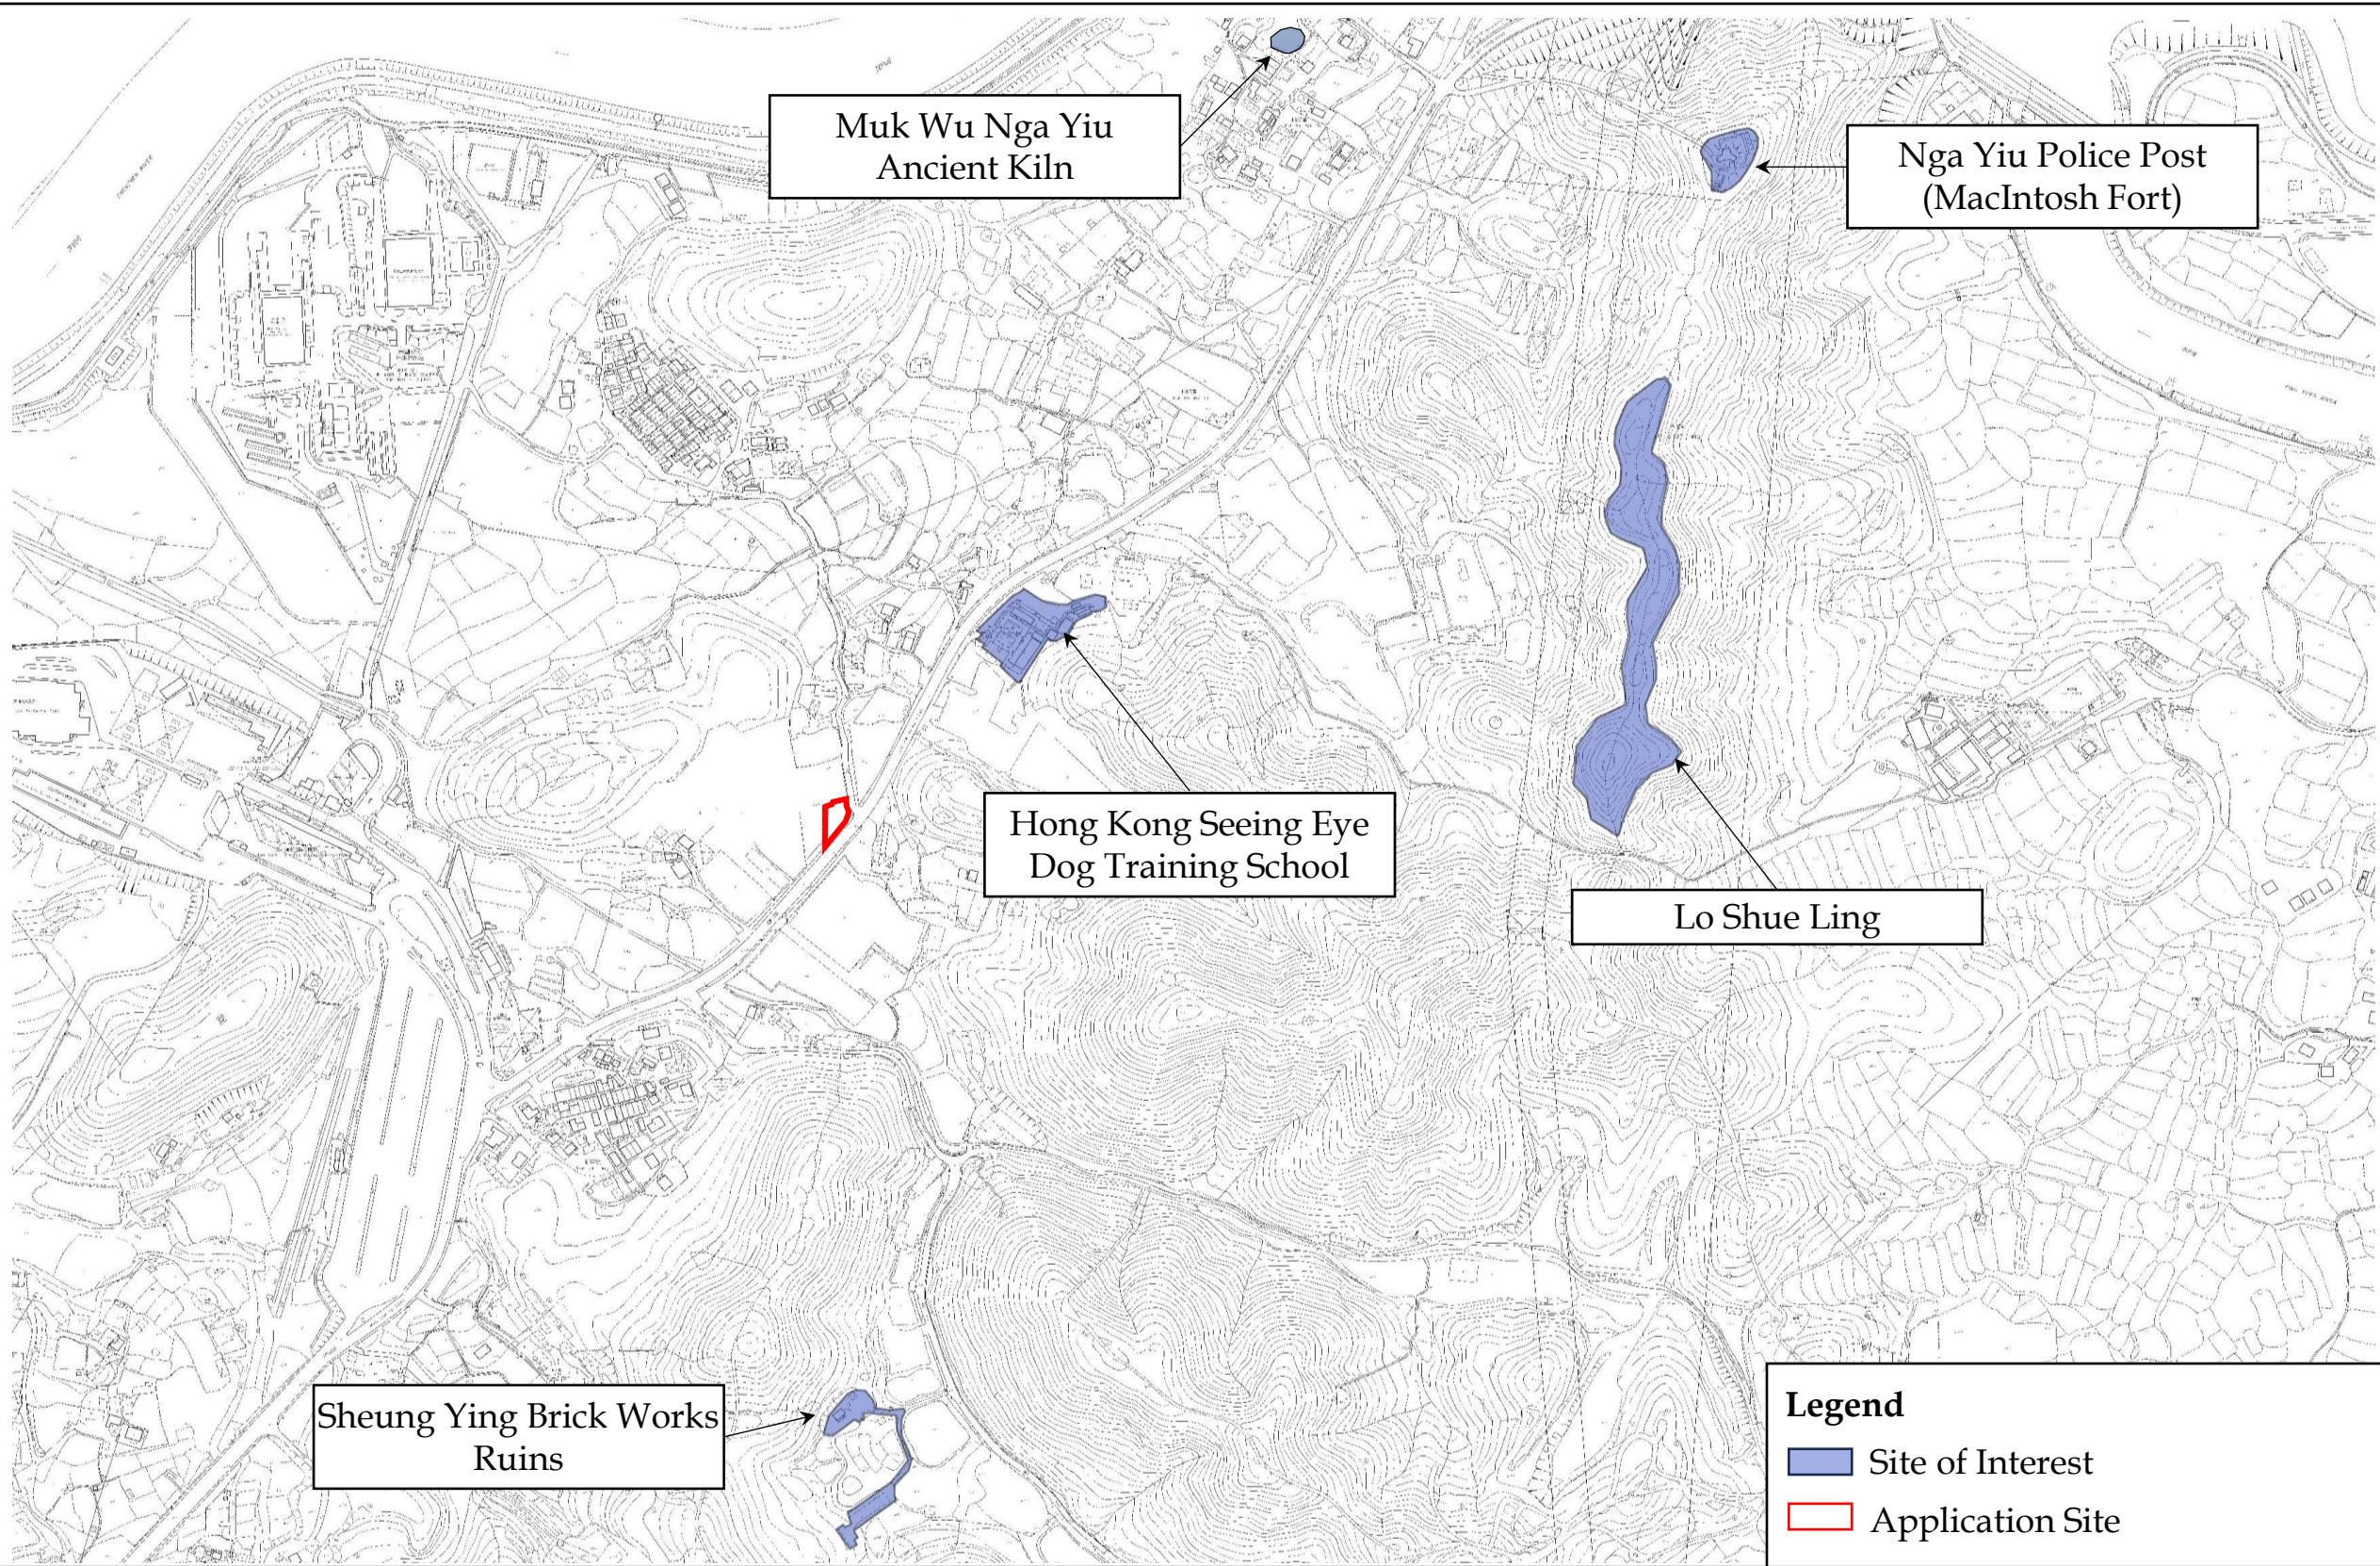 Muk Wu Nga Yiu
Ancient Kiln
Nga Yiu Police Post
(MacIntosh Fort)
Hong Kong Seeing Eye
Dog Training School
Lo Shue Ling
Sheung Ying Brick Works
Ruins
Legend
Site of Interest
Application Site